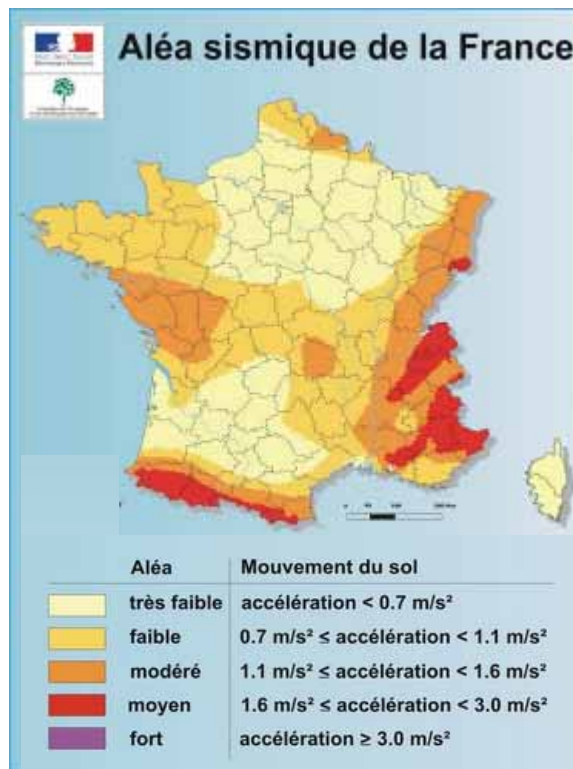 Aléa sismique de la France
Aléa Mouvement du sol
très faible accélération < 0.7 m/s²
faible 0.7 m/s² ≤ accélération < 1.1 m/s²
modéré 1.1 m/s² ≤ accélération < 1.6 m/s²
moyen 1.6 m/s² ≤ accélération < 3.0 m/s²
fort accélération ≥ 3.0 m/s²